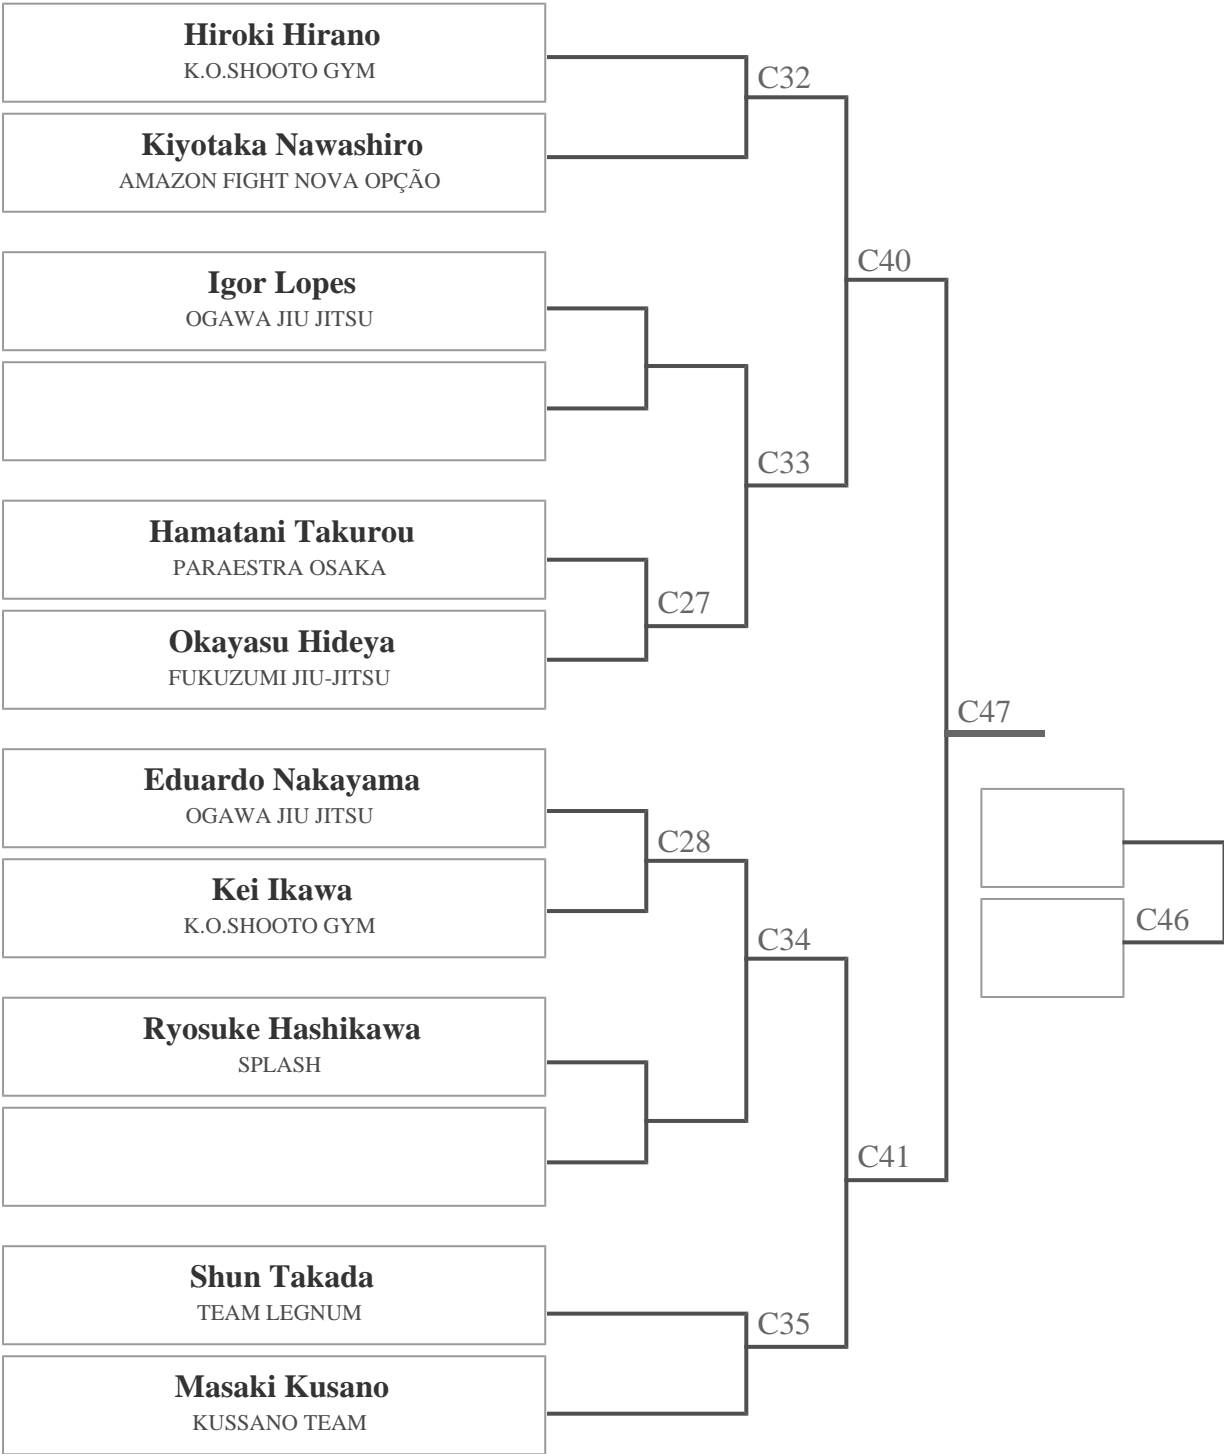 Hiroki Hirano
K.O.SHOOTO GYM
C32
Kiyotaka Nawashiro
AMAZON FIGHT NOVA OPÇÃO
C40
Igor Lopes
OGAWA JIU JITSU
C33
Hamatani Takurou
PARAESTRA OSAKA
C27
Okayasu Hideya
FUKUZUMI JIU-JITSU
C47
Eduardo Nakayama
OGAWA JIU JITSU
C28
Kei Ikawa
K.O.SHOOTO GYM
C46
C34
Ryosuke Hashikawa
SPLASH
C41
Shun Takada
TEAM LEGNUM
C35
Masaki Kusano
KUSSANO TEAM